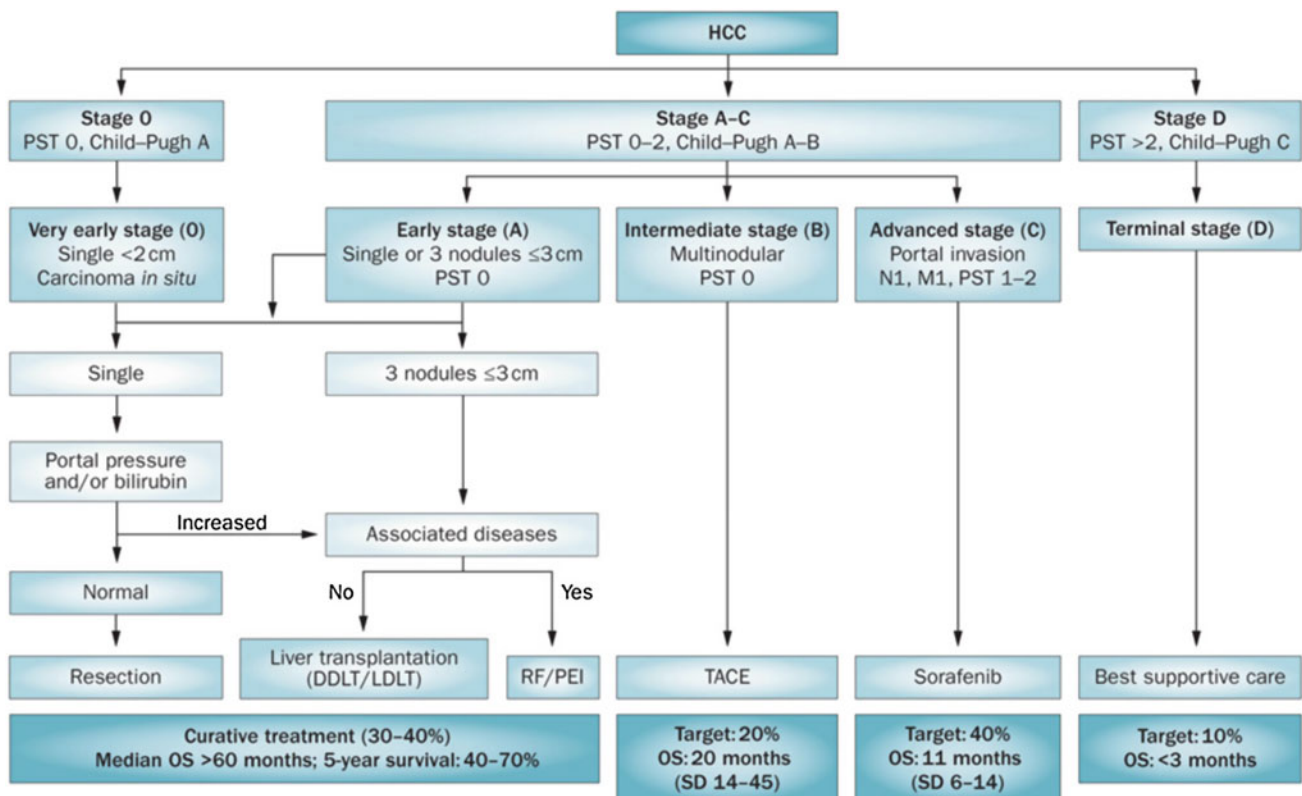 HCC
Stage 0
PST 0, Child–Pugh A
Stage A–C
PST 0–2, Child–Pugh A–B
Stage D
PST >2, Child–Pugh C
Very early stage (0)
Single <2 cm
Carcinoma in situ
Early stage (A)
Single or 3 nodules ≤3 cm
PST 0
Intermediate stage (B)
Multinodular
PST 0
Advanced stage (C)
Portal invasion
N1, M1, PST 1–2
Terminal stage (D)
Single
3 nodules ≤3 cm
Portal pressure
and/or bilirubin
Increased
Associated diseases
Normal
No
Yes
Resection
Liver transplantation
(DDLT/LDLT)
RF/PEI
TACE
Sorafenib
Best supportive care
Curative treatment (30–40%)
Median OS >60 months; 5-year survival: 40–70%
Target: 20%
OS: 20 months
(SD 14–45)
Target: 40%
OS: 11 months
(SD 6–14)
Target: 10%
OS: <3 months